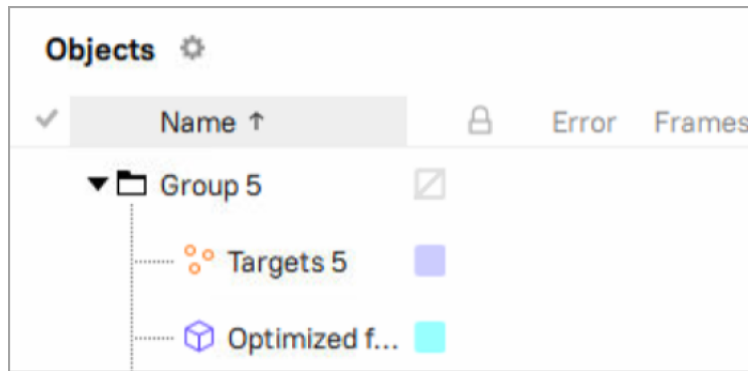 Objects
Name ↑ Error Frames
Group 5
Targets 5
Optimized f...